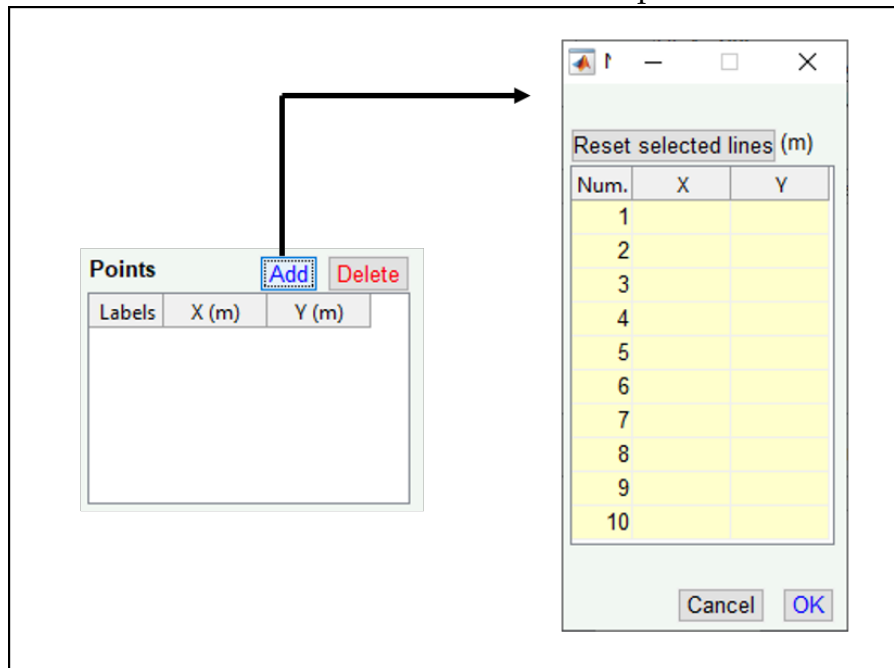 Points Add Delete
Labels X (m) Y (m)
Reset selected lines (m)
Num. X Y
1
2
3
4
5
6
7
8
9
10
Cancel OK